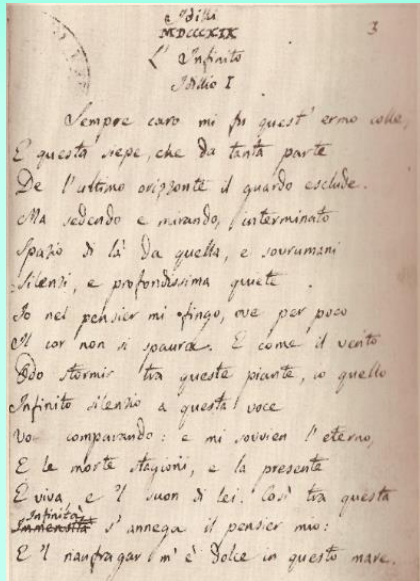 Idilli
MDCCCXIX
3
L' Infinito
Idillio I
Sempre caro mi fu quest' ermo colle,
E questa siepe, che da tanta parte
De l'ultimo orizzonte il guardo esclude.
Ma sedendo e mirando, interminato
Spazio di là da quella, e sovrumani
Silenzi, e profondissima quiete
Io nel pensier mi fingo, ove per poco
Il cor non si spaura. E come il vento
Odo stormir tra queste piante, io quello
Infinito silenzio a questa voce
Vo comparando: e mi sovvien l'eterno,
E le morte stagioni, e la presente
E viva, e 'l suon di lei. Così tra questa
Infinità
Immensità s'annega il pensier mio:
E 'l naufragar m'è dolce in questo mare.